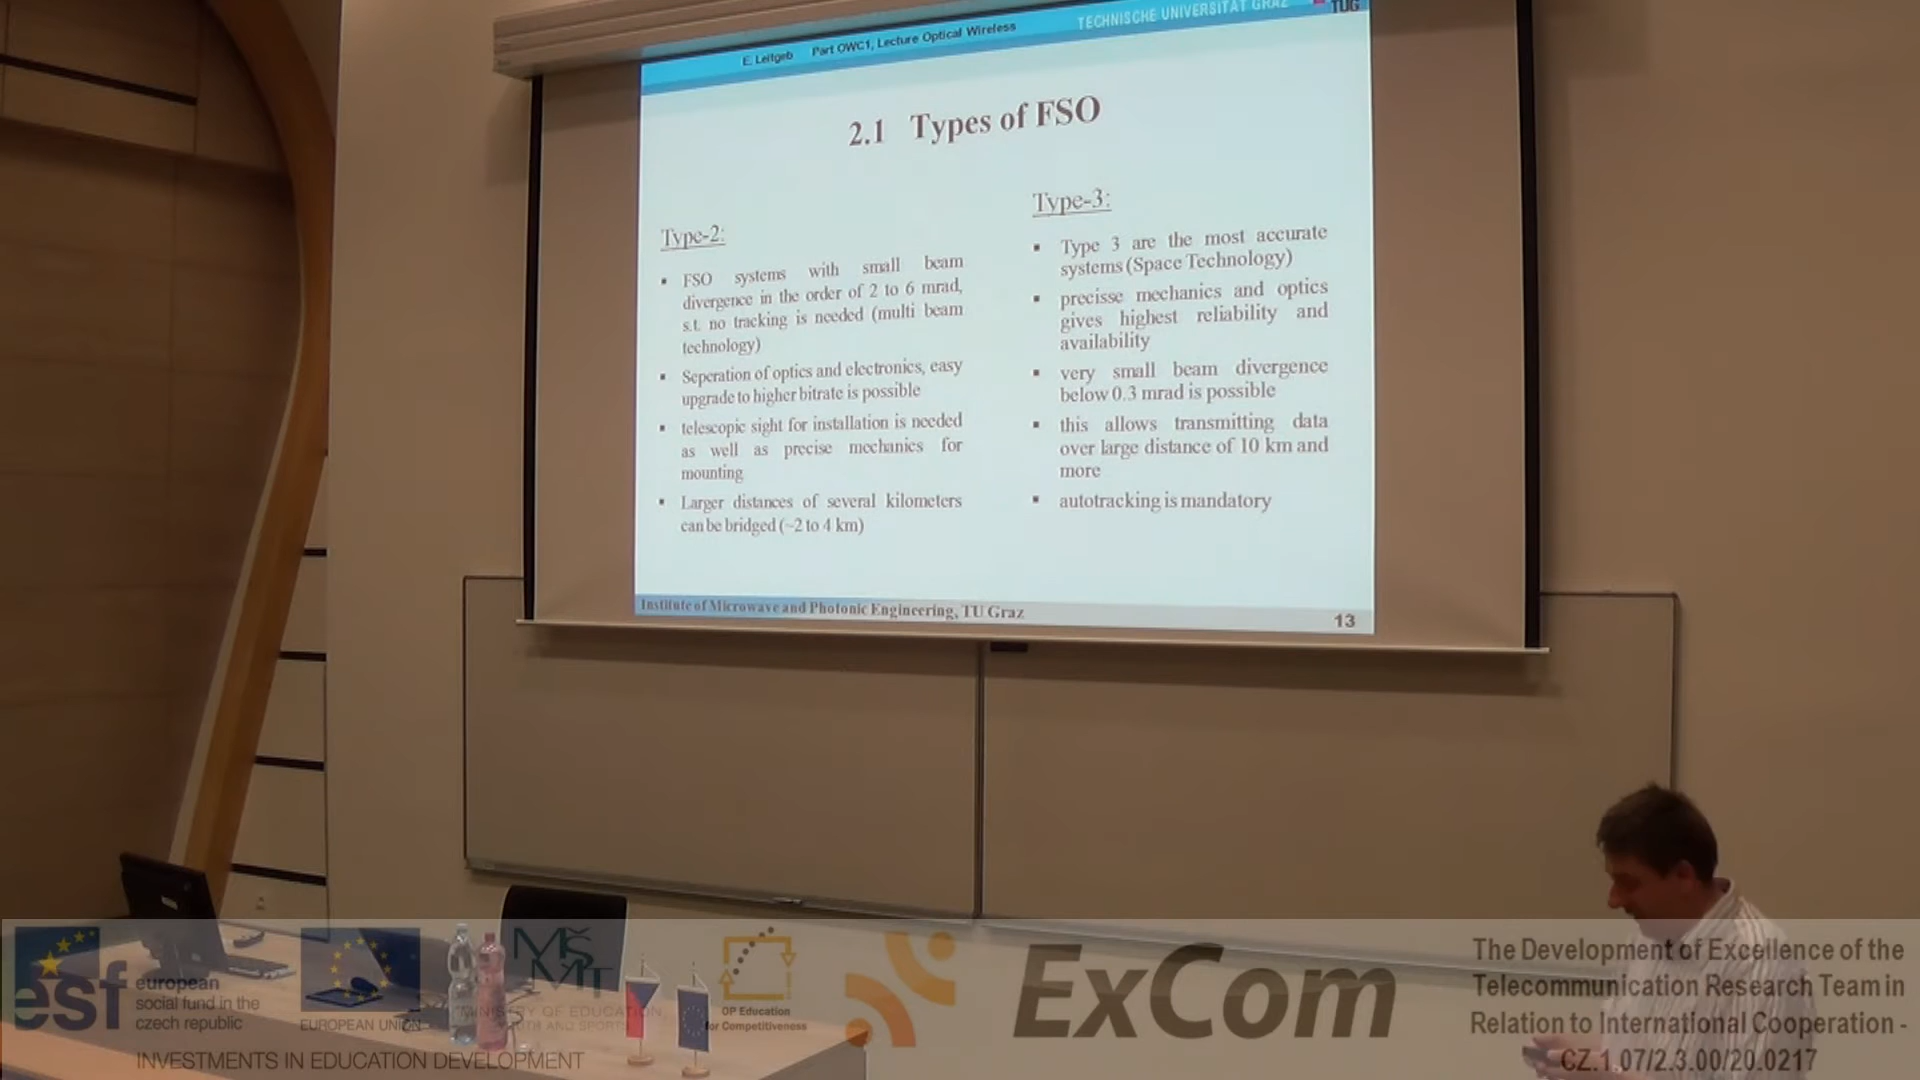 E. Leitgeb Part OWC1, Lecture Optical Wireless
TECHNISCHE UNIVERSITÄT GRAZ
TUG
2.1 Types of FSO
Type-2:
▪ FSO systems with small beam
divergence in the order of 2 to 6 mrad,
s.t. no tracking is needed (multi beam
technology)
▪ Seperation of optics and electronics, easy
upgrade to higher bitrate is possible
▪ telescopic sight for installation is needed
as well as precise mechanics for
mounting
▪ Larger distances of several kilometers
can be bridged (~2 to 4 km)
Type-3:
▪ Type 3 are the most accurate
systems (Space Technology)
▪ precisse mechanics and optics
gives highest reliability and
availability
▪ very small beam divergence
below 0.3 mrad is possible
▪ this allows transmitting data
over large distance of 10 km and
more
▪ autotracking is mandatory
Institute of Microwave and Photonic Engineering, TU Graz
13
esf
european
social fund in the
czech republic
EUROPEAN UNION
MŠMT
MINISTRY OF EDUCATION
YOUTH AND SPORTS
OP Education
for Competitiveness
INVESTMENTS IN EDUCATION DEVELOPMENT
ExCom
The Development of Excellence of the
Telecommunication Research Team in
Relation to International Cooperation -
CZ.1.07/2.3.00/20.0217